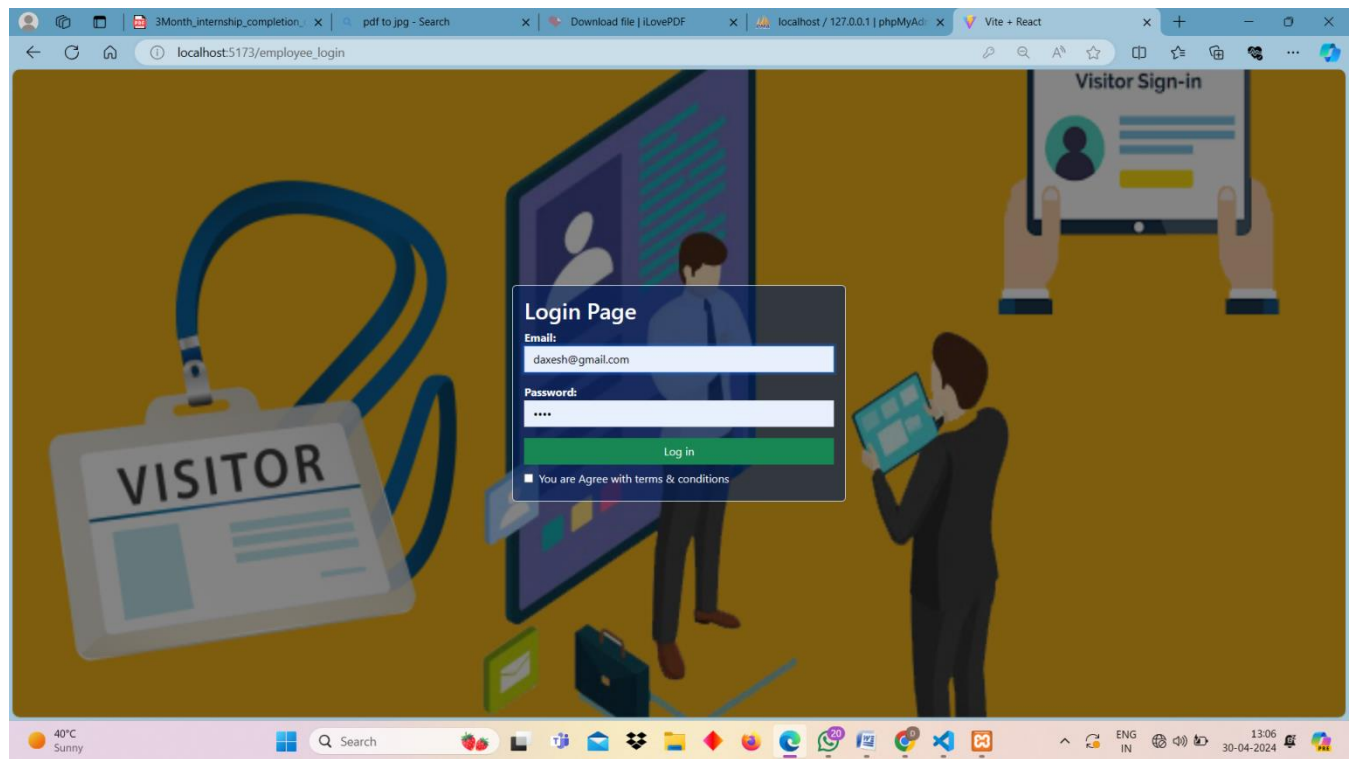 3Month_internship_completion_
pdf to jpg - Search
Download file | iLovePDF
localhost / 127.0.0.1 | phpMyAd
Vite + React
localhost:5173/employee_login
Visitor Sign-in
VISITOR
Login Page
Email:
daxesh@gmail.com
Password:
••••
Log in
You are Agree with terms & conditions
40°C
Sunny
Search
20
ENG
IN
13:06
30-04-2024
PRE